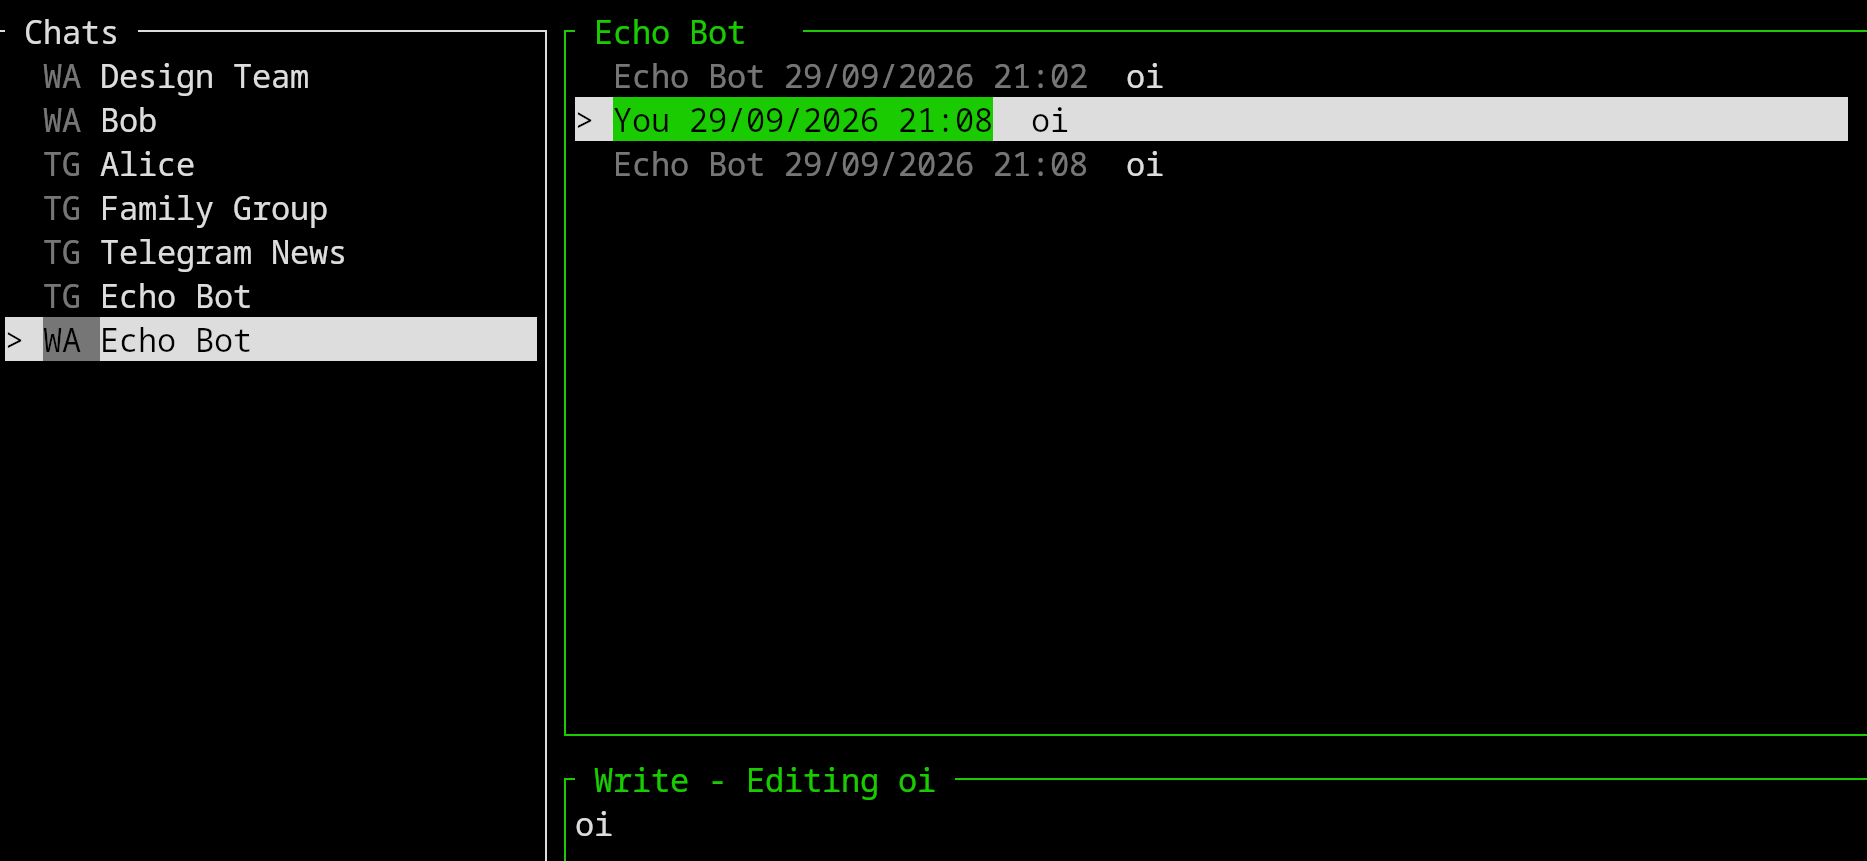 Chats
WA Design Team
WA Bob
TG Alice
TG Family Group
TG Telegram News
TG Echo Bot
> WA Echo Bot
Echo Bot
Echo Bot 29/09/2026 21:02 oi
> You 29/09/2026 21:08 oi
Echo Bot 29/09/2026 21:08 oi
Write - Editing oi
oi